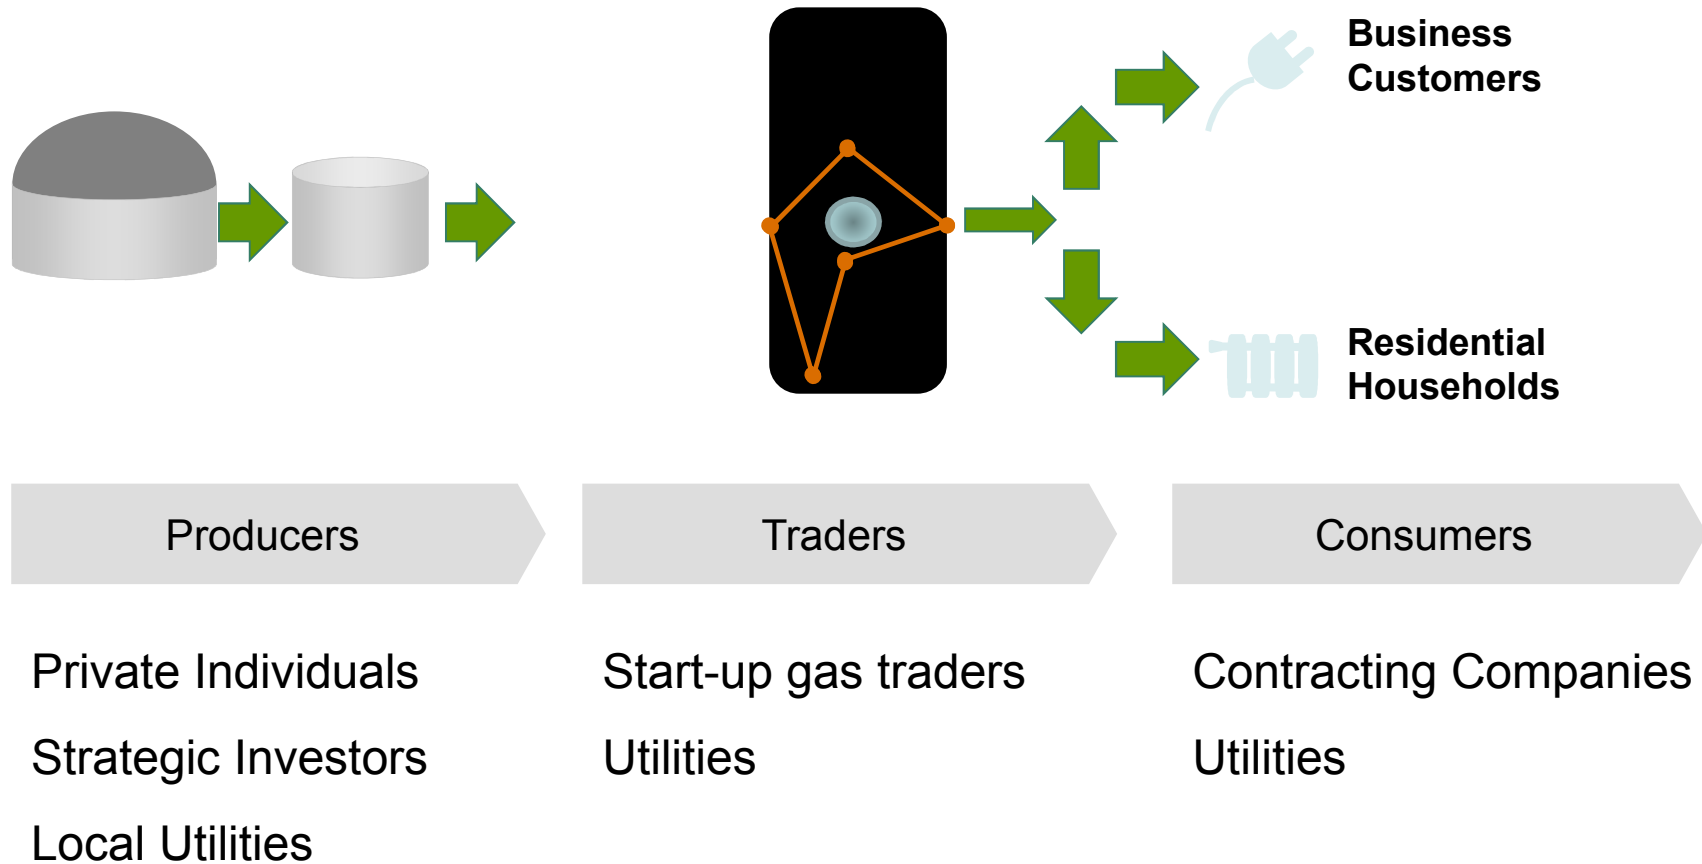 Business
Customers
Residential
Households
Producers
Traders
Consumers
Private Individuals
Strategic Investors
Local Utilities
Start-up gas traders
Utilities
Contracting Companies
Utilities